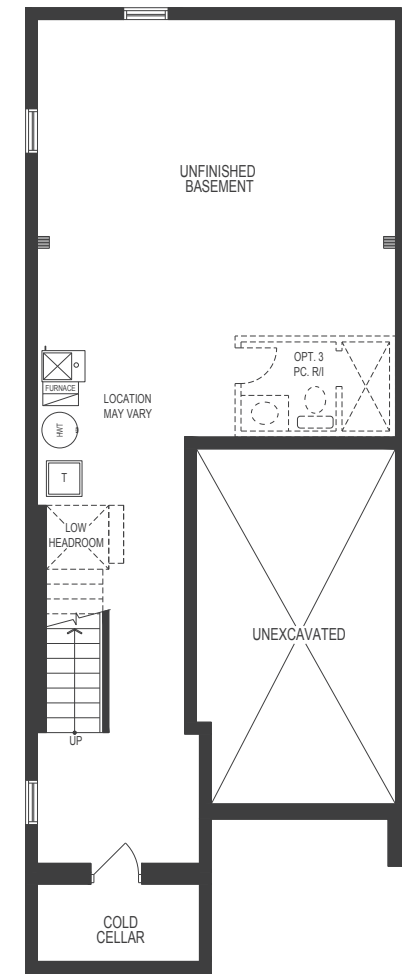 UNFINISHED
BASEMENT
OPT. 3
PC. R/I
FURNACE
LOCATION
MAY VARY
HWT
T
LOW
HEADROOM
UNEXCAVATED
UP
COLD
CELLAR